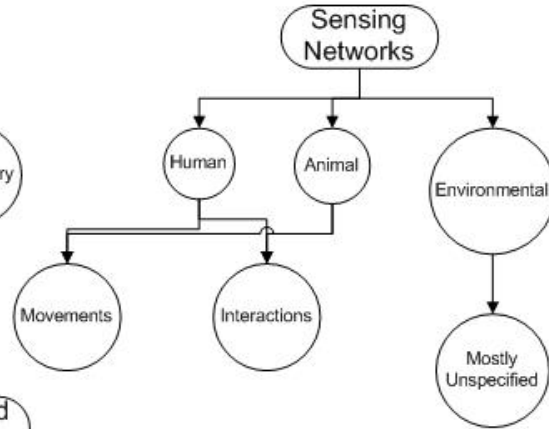 Sensing
Networks
Human
Animal
Environmental
Movements
Interactions
Mostly
Unspecified